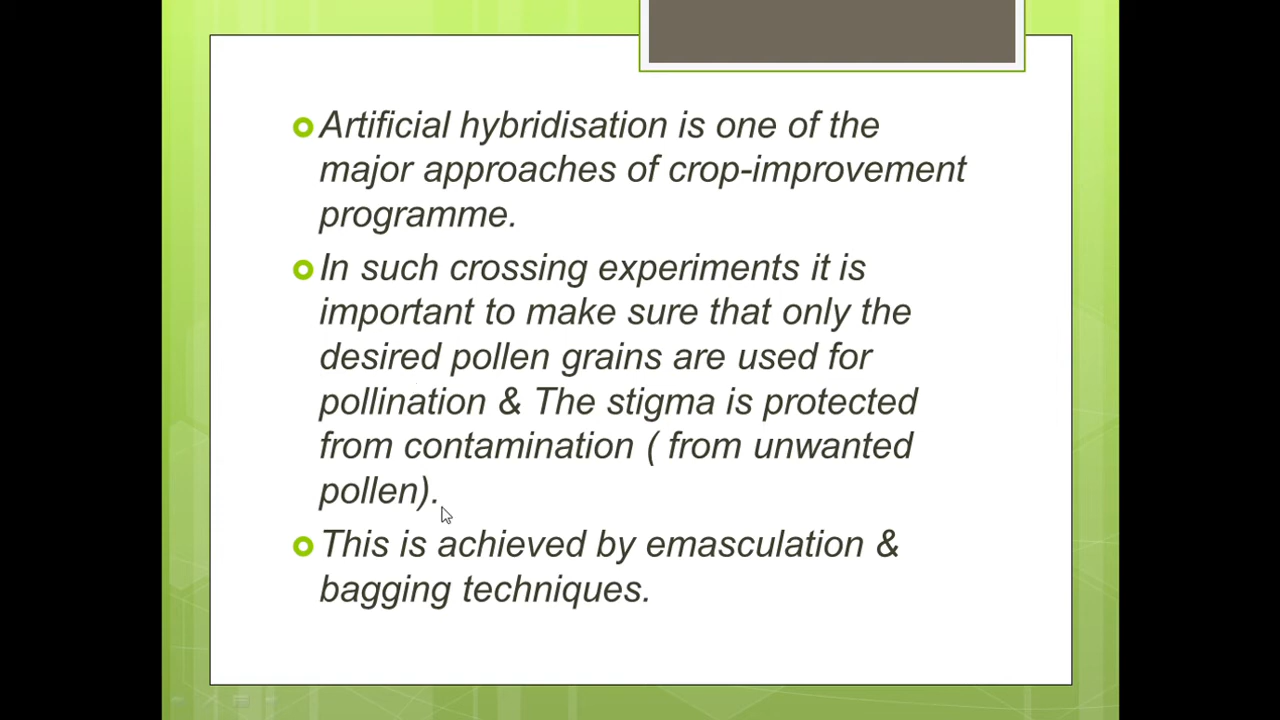 Artificial hybridisation is one of the
major approaches of crop-improvement
programme.
In such crossing experiments it is
important to make sure that only the
desired pollen grains are used for
pollination & The stigma is protected
from contamination ( from unwanted
pollen).
This is achieved by emasculation &
bagging techniques.